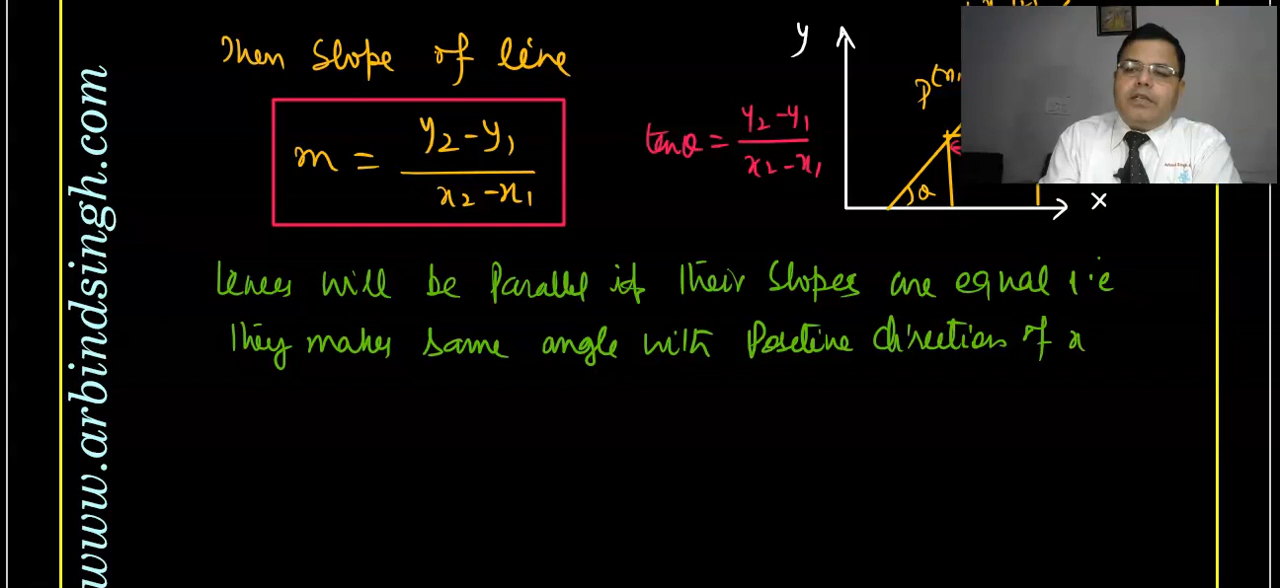 Then Slope of line
m = y₂-y₁ / x₂-x₁
tanθ = y₂-y₁ / x₂-x₁
y
P(x₁
θ
x
Lines will be Parallel if Their Slopes are equal i.e
They makes same angle with Positive direction of x
www.arbindsingh.com